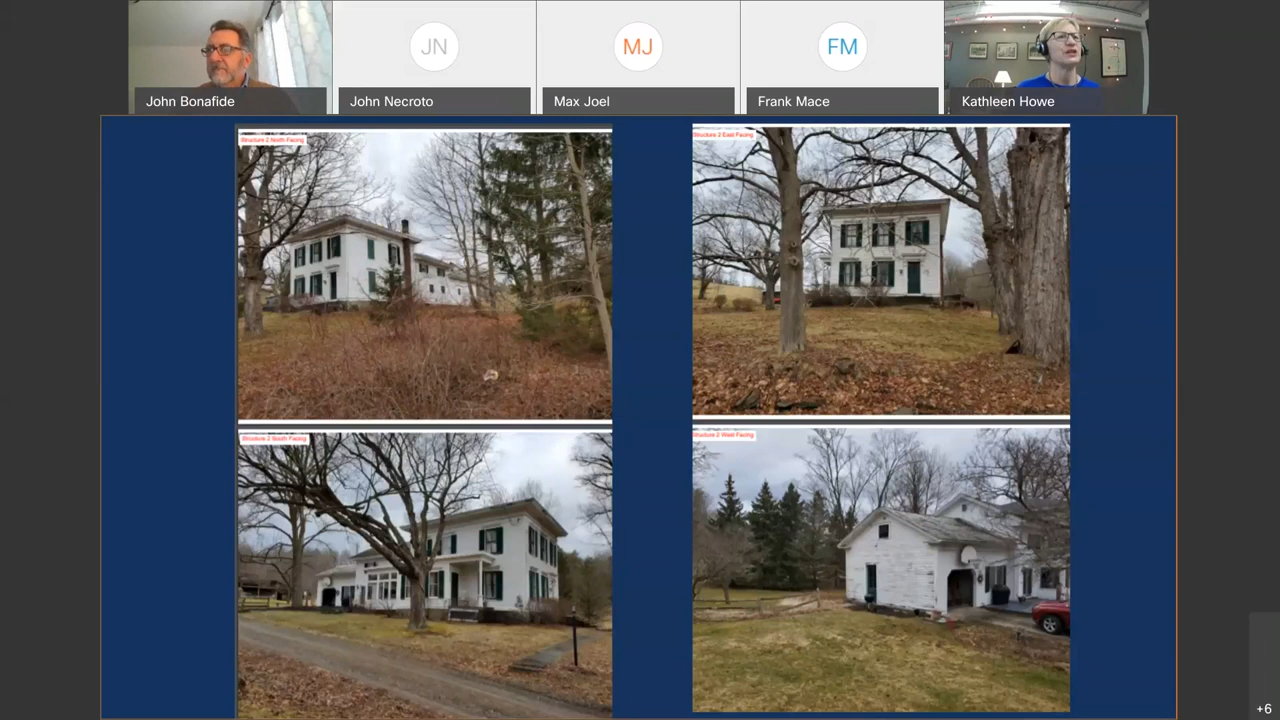 JN
MJ
FM
John Bonafide
John Necroto
Max Joel
Frank Mace
Kathleen Howe
Structure 2 North Facing
Structure 2 East Facing
Structure 2 South Facing
Structure 2 West Facing
+6